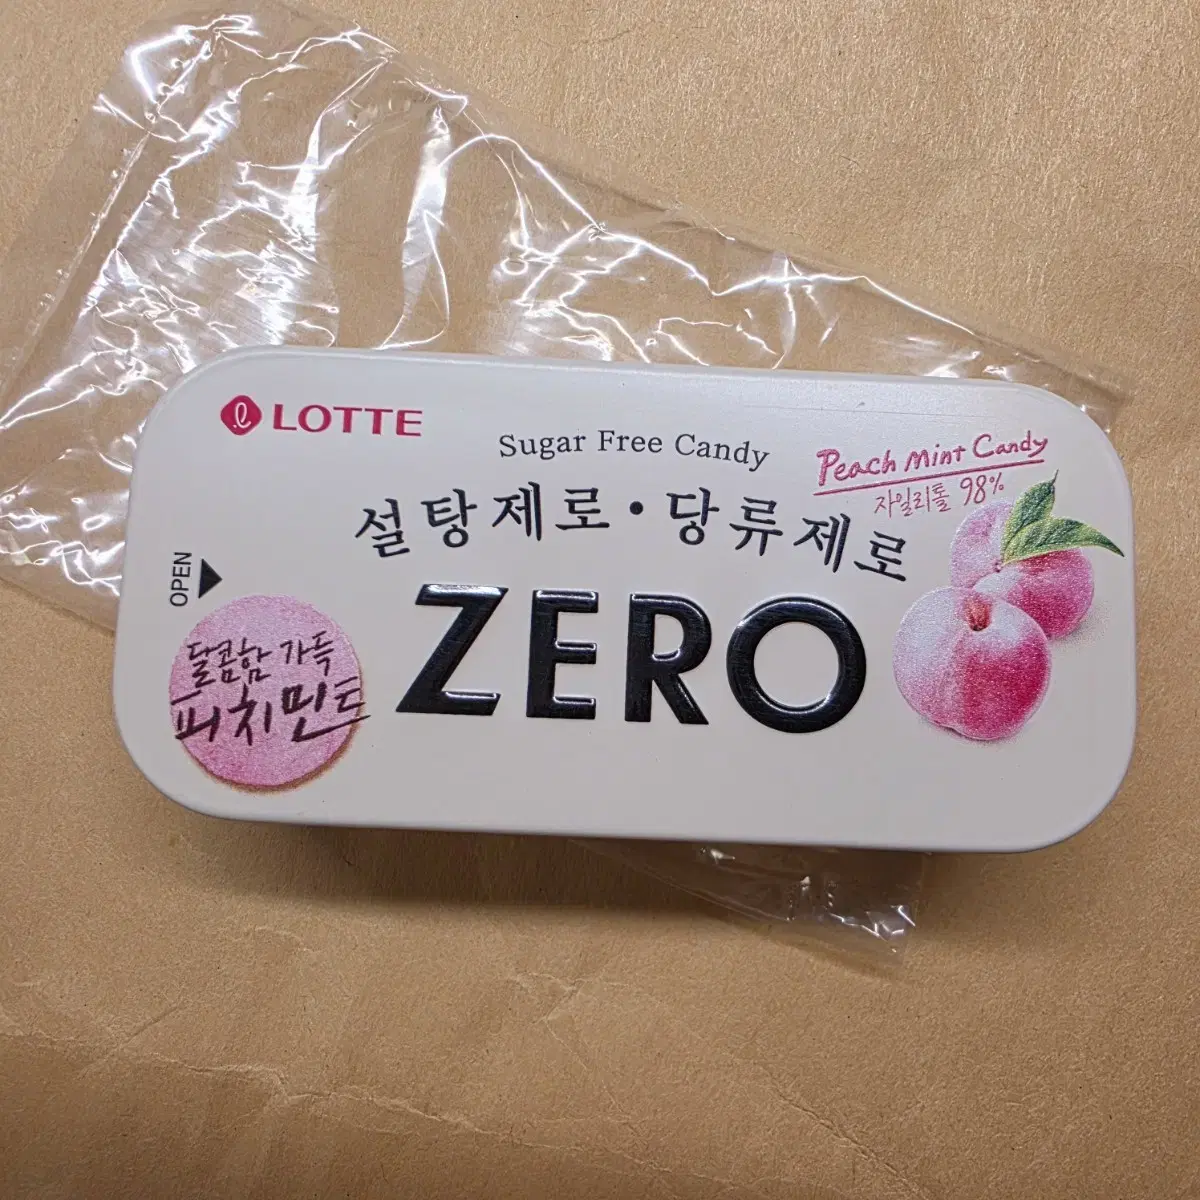 LOTTE
Sugar Free Candy
Peach Mint Candy
자일리톨 98%
설탕제로·당류제로
ZERO
OPEN
달콤함 가득
피치민트